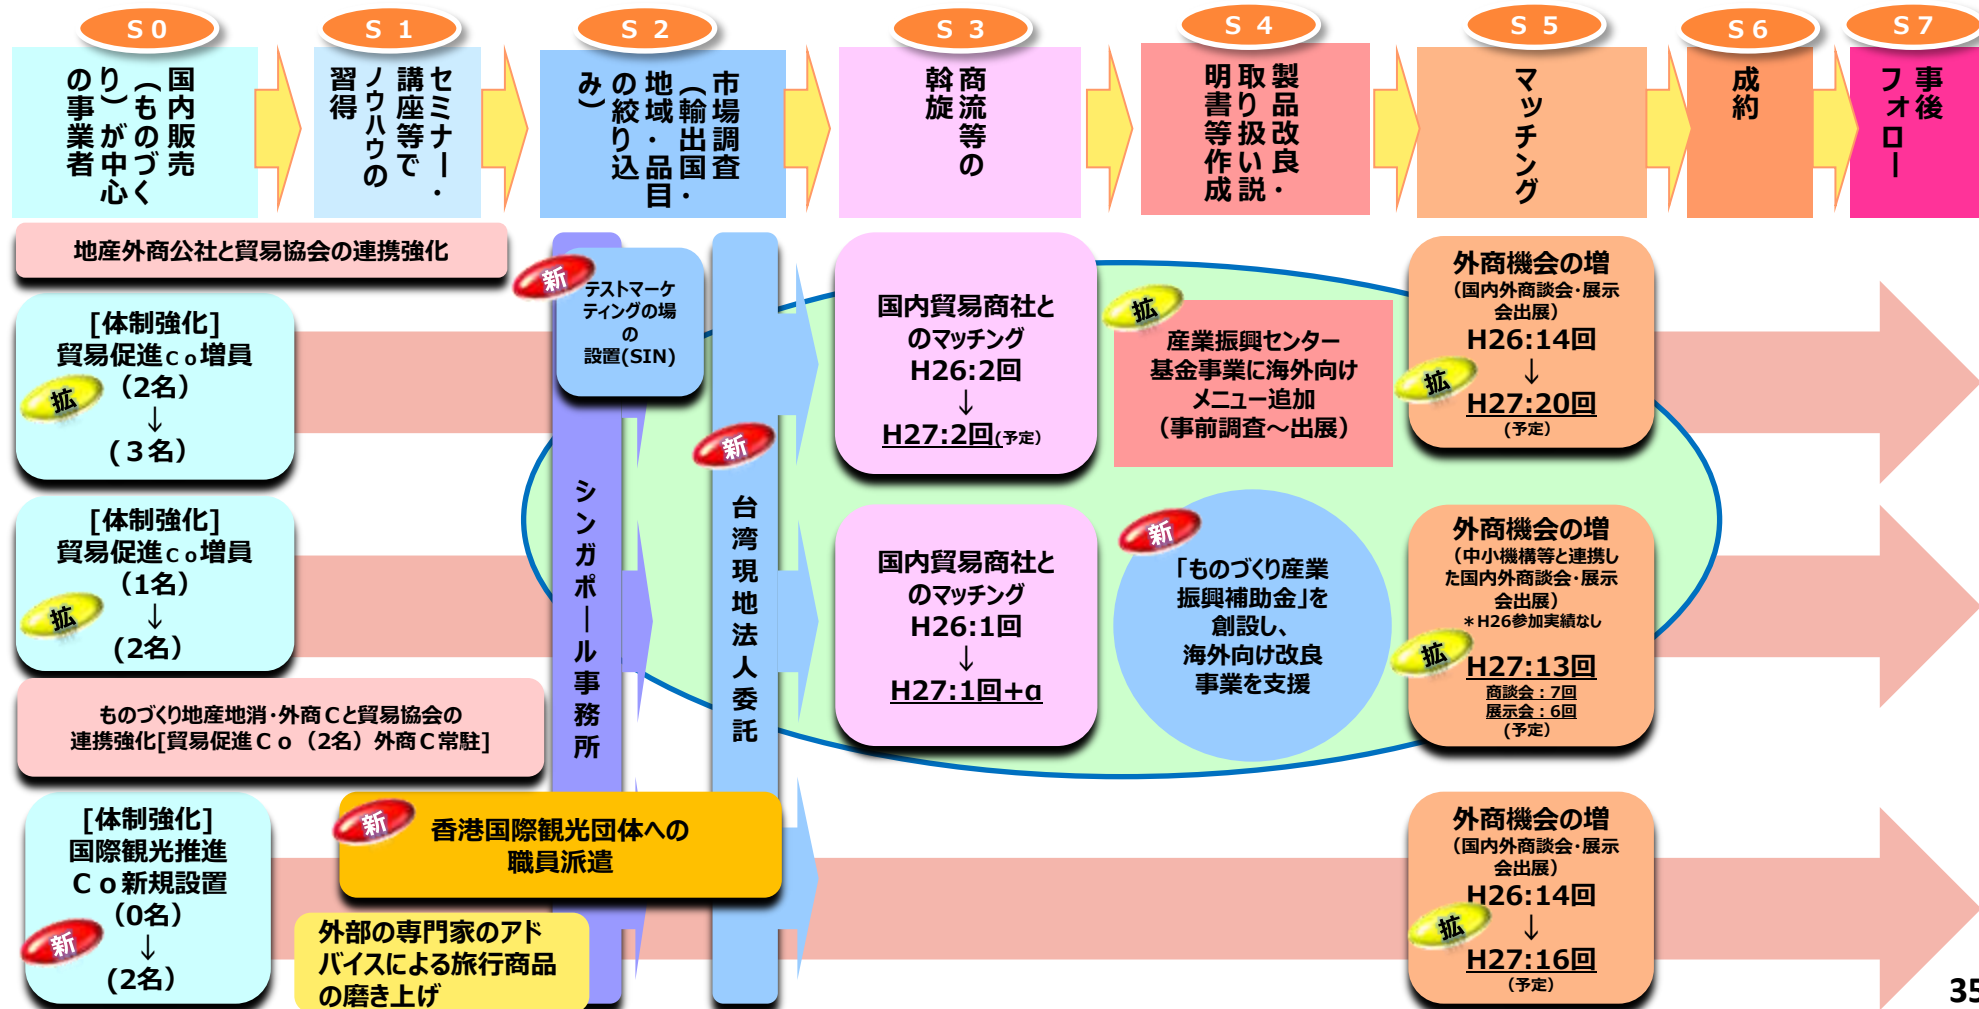 S 0
S 1
S 2
S 3
S 4
S 5
S 6
S 7
国内販売
（ものづく
り）が中心
の事業者
セミナー・
講座等で
ノウハウの
習得
市場調査
（輸出国・
地域・品目
の絞り込
み）
商流等の
斡旋
製品改良・
取り扱い説
明書等作成
マッチング
成約
事後
フォロー
地産外商公社と貿易協会の連携強化
[体制強化]
貿易促進Ｃｏ増員
（2名）
↓
(３名）
拡
新
テストマーケ
ティングの場
の
設置(SIN)
シンガポール事務所
新
台湾現地法人委託
国内貿易商社と
のマッチング
H26:2回
↓
H27:2回(予定）
拡
産業振興センター
基金事業に海外向け
メニュー追加
（事前調査～出展）
外商機会の増
（国内外商談会・展示
会出展）
H26:14回
拡
↓
H27:20回
(予定）
[体制強化]
貿易促進Ｃｏ増員
(1名）
↓
(2名）
拡
国内貿易商社と
のマッチング
H26:1回
↓
H27:1回+α
新
「ものづくり産業
振興補助金」を
創設し、
海外向け改良
事業を支援
外商機会の増
（中小機構等と連携し
た国内外商談会・展示
会出展）
＊H26参加実績なし
拡
H27:13回
商談会：7回
展示会：6回
(予定）
ものづくり地産地消・外商Ｃと貿易協会の
連携強化[貿易促進Ｃｏ（2名）外商Ｃ常駐]
[体制強化]
国際観光推進
Ｃｏ新規設置
（0名）
↓
(2名）
新
新
香港国際観光団体への
職員派遣
外部の専門家のアド
バイスによる旅行商品
の磨き上げ
外商機会の増
（国内外商談会・展示
会出展）
H26:14回
拡
↓
H27:16回
(予定）
35